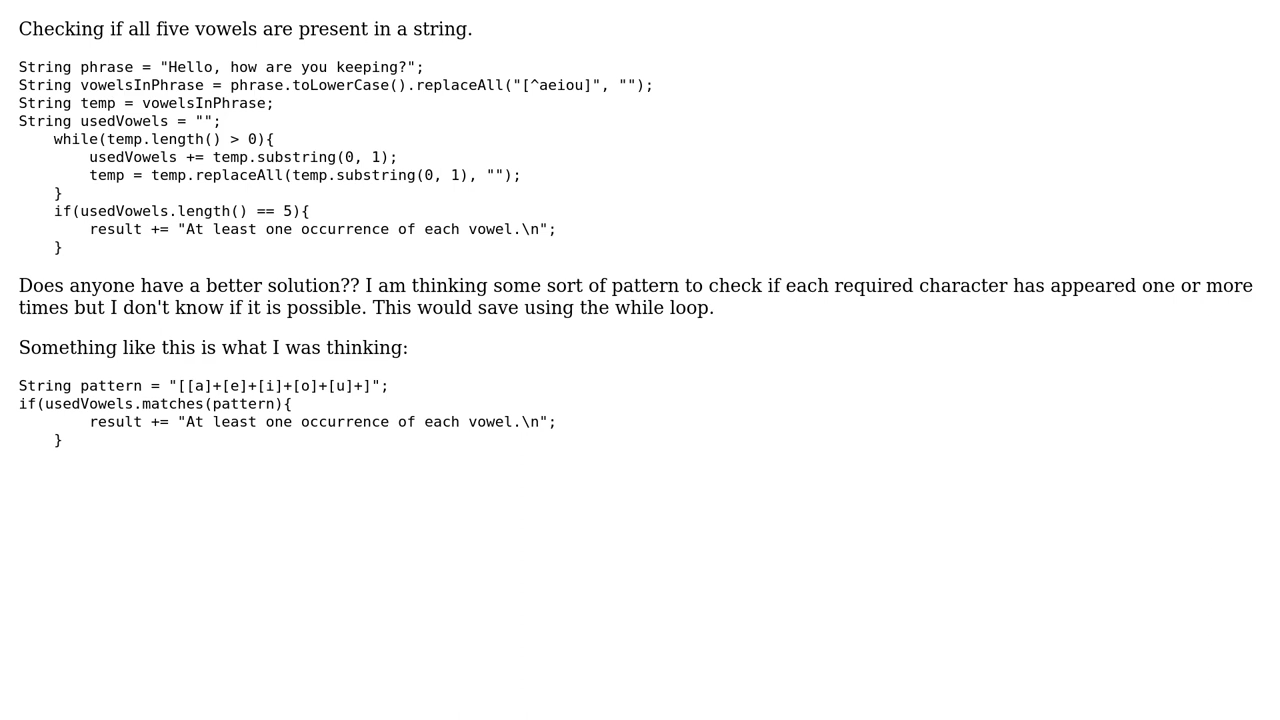 Checking if all five vowels are present in a string.
String phrase = "Hello, how are you keeping?";
String vowelsInPhrase = phrase.toLowerCase().replaceAll("[^aeiou]", "");
String temp = vowelsInPhrase;
String usedVowels = "";
    while(temp.length() > 0){
        usedVowels += temp.substring(0, 1);
        temp = temp.replaceAll(temp.substring(0, 1), "");
    }
    if(usedVowels.length() == 5){
        result += "At least one occurrence of each vowel.\n";
    }
Does anyone have a better solution?? I am thinking some sort of pattern to check if each required character has appeared one or more
times but I don't know if it is possible. This would save using the while loop.
Something like this is what I was thinking:
String pattern = "[[a]+[e]+[i]+[o]+[u]+]";
if(usedVowels.matches(pattern){
        result += "At least one occurrence of each vowel.\n";
    }